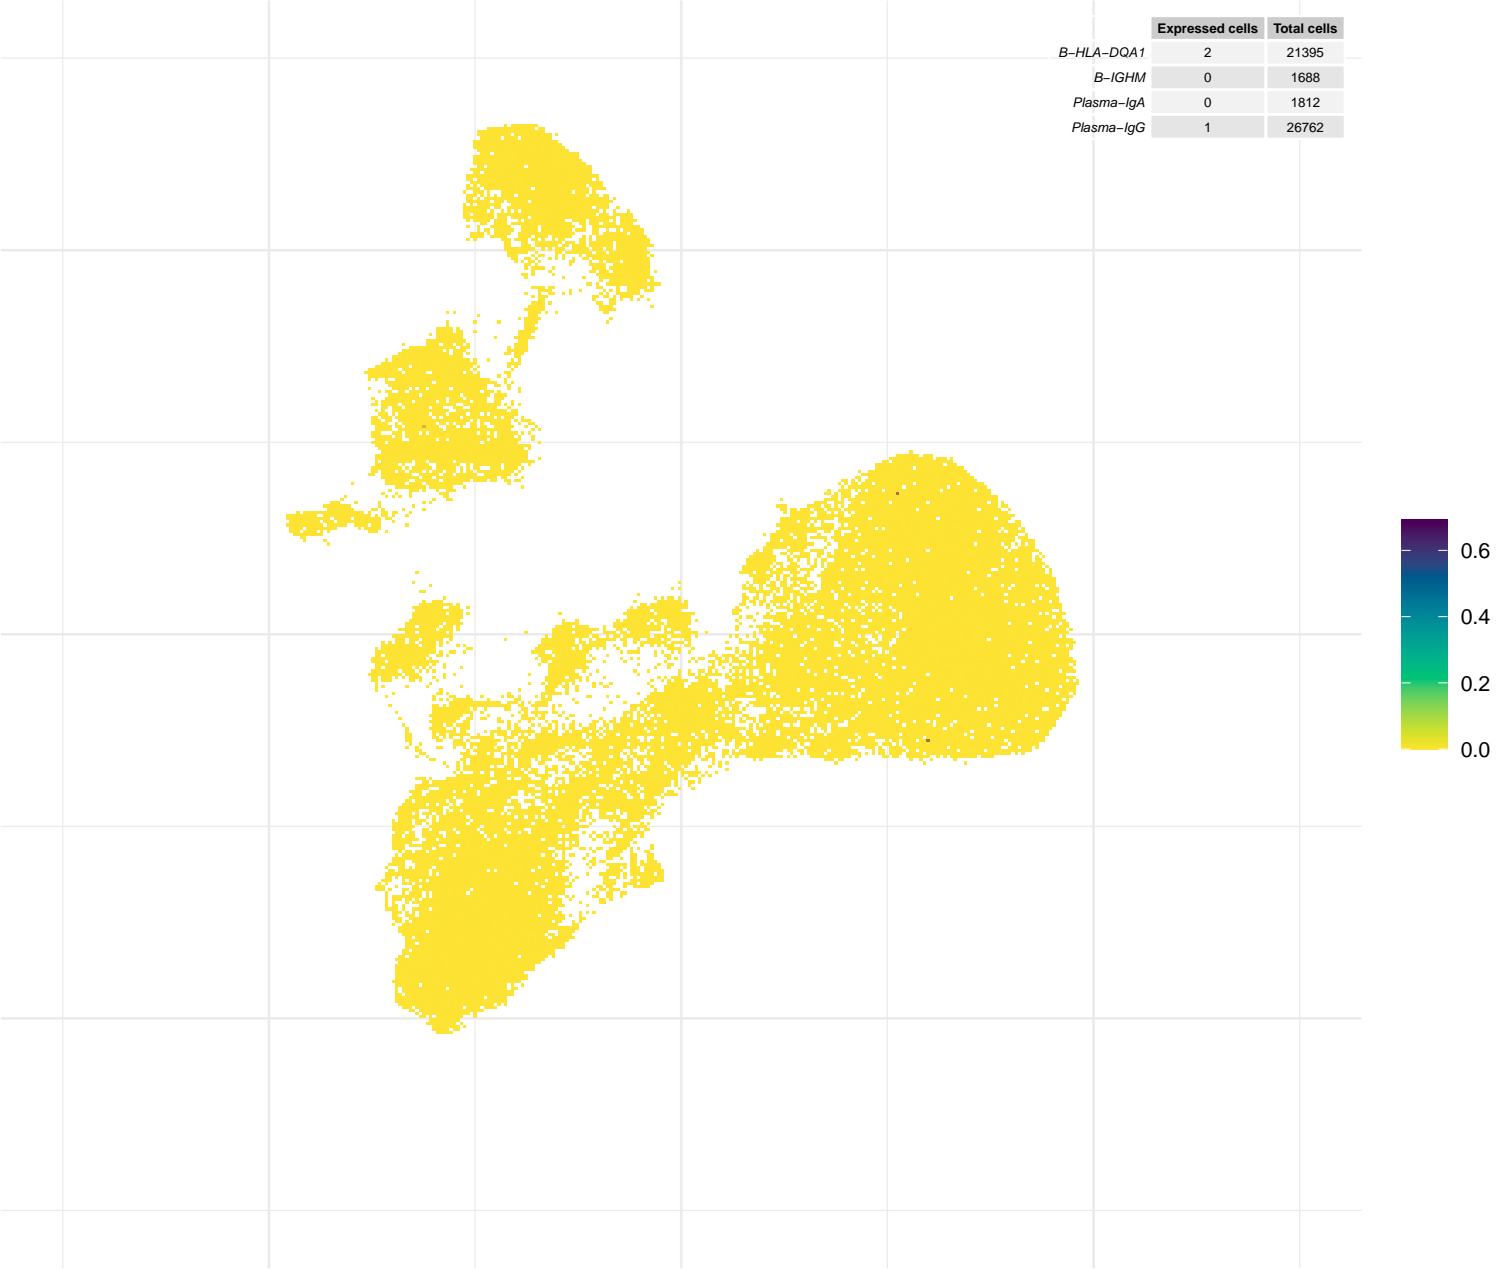 Expressed cells Total cells
B−HLA−DQA1 2 21395
B−IGHM 0 1688
Plasma−IgA 0 1812
Plasma−IgG 1 26762
0.6
0.4
0.2
0.0